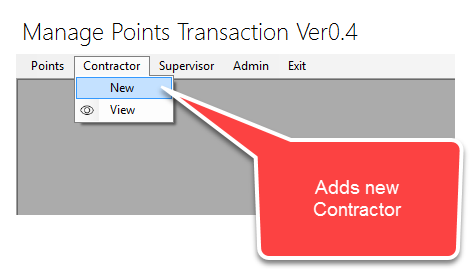 Manage Points Transaction Ver0.4
Points Contractor Supervisor Admin Exit
New
View
Adds new
Contractor